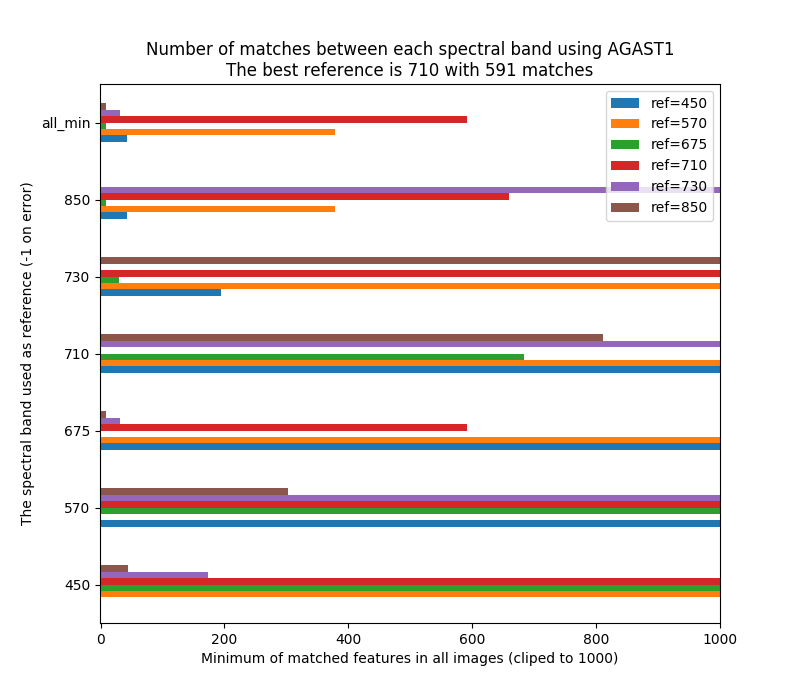 Number of matches between each spectral band using AGAST1
The best reference is 710 with 591 matches
ref=450
ref=570
ref=675
ref=710
ref=730
ref=850
The spectral band used as reference (-1 on error)
all_min
850
730
710
675
570
450
0 200 400 600 800 1000
Minimum of matched features in all images (cliped to 1000)